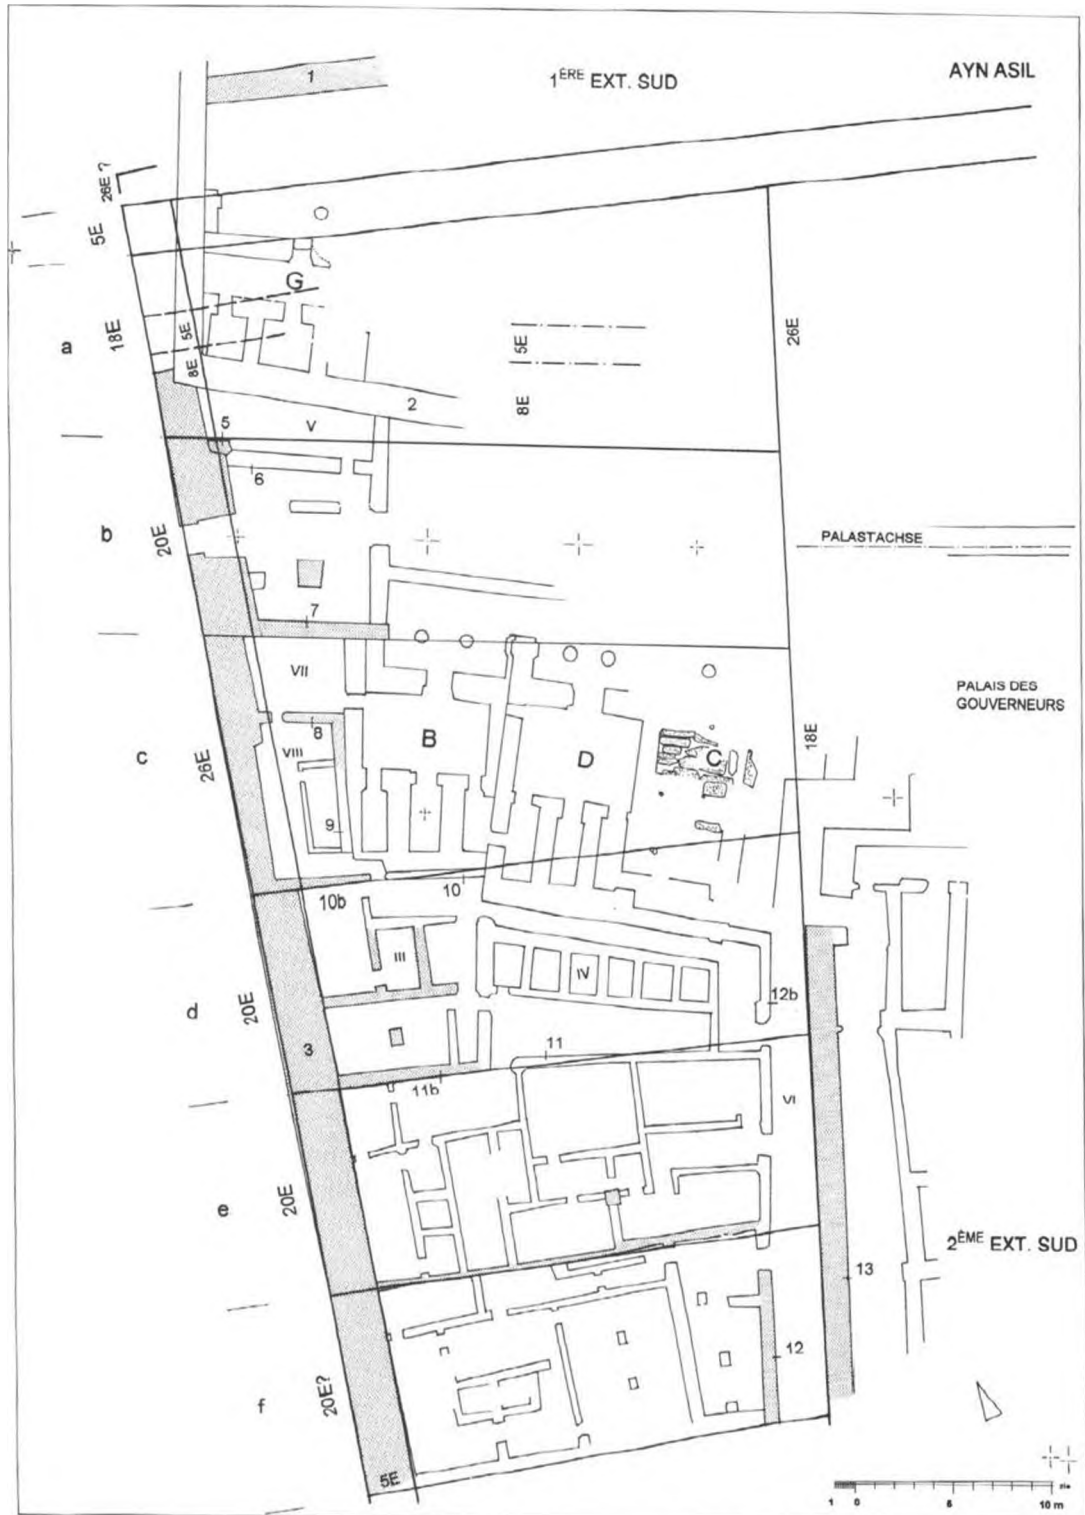 1
1ÈRE EXT. SUD
AYN ASIL
26E ?
5E
G
18E
5E
8E
a
5E
8E
26E
2
V
5
6
b
20E
PALASTACHSE
7
VII
8
VIII
B
D
C
18E
PALAIS DES
GOUVERNEURS
c
26E
9
10
10b
III
IV
12b
d
20E
3
11
11b
VI
e
20E
2ÈME EXT. SUD
13
12
f
20E?
5E
1 0 5 10 m